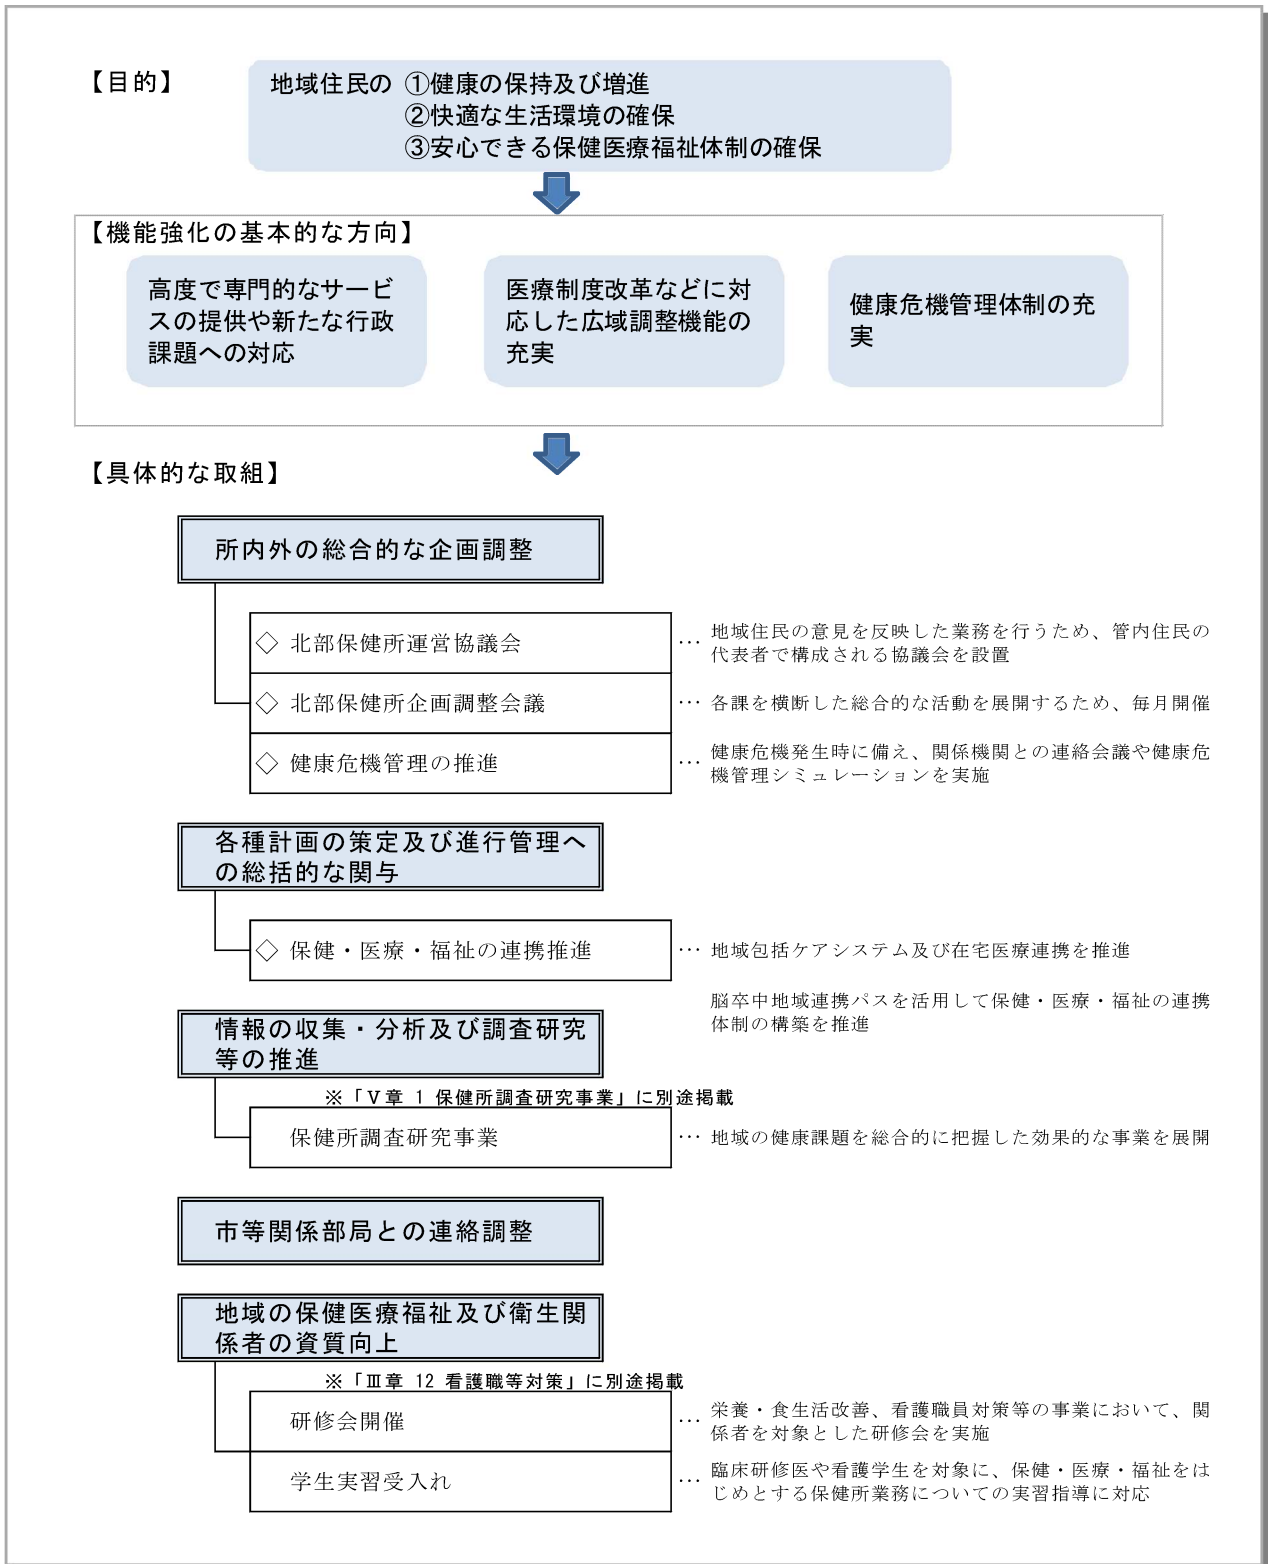 【目的】
地域住民の ①健康の保持及び増進
②快適な生活環境の確保
③安心できる保健医療福祉体制の確保
【機能強化の基本的な方向】
高度で専門的なサービ
スの提供や新たな行政
課題への対応
医療制度改革などに対
応した広域調整機能の
充実
健康危機管理体制の充
実
【具体的な取組】
所内外の総合的な企画調整
◇ 北部保健所運営協議会
… 地域住民の意見を反映した業務を行うため、管内住民の
代表者で構成される協議会を設置
◇ 北部保健所企画調整会議
… 各課を横断した総合的な活動を展開するため、毎月開催
◇ 健康危機管理の推進
… 健康危機発生時に備え、関係機関との連絡会議や健康危
機管理シミュレーションを実施
各種計画の策定及び進行管理へ
の総括的な関与
◇ 保健・医療・福祉の連携推進
… 地域包括ケアシステム及び在宅医療連携を推進
脳卒中地域連携パスを活用して保健・医療・福祉の連携
体制の構築を推進
情報の収集・分析及び調査研究
等の推進
※「Ⅴ章 1 保健所調査研究事業」に別途掲載
保健所調査研究事業
… 地域の健康課題を総合的に把握した効果的な事業を展開
市等関係部局との連絡調整
地域の保健医療福祉及び衛生関
係者の資質向上
※「Ⅲ章 12 看護職等対策」に別途掲載
研修会開催
… 栄養・食生活改善、看護職員対策等の事業において、関
係者を対象とした研修会を実施
学生実習受入れ
… 臨床研修医や看護学生を対象に、保健・医療・福祉をは
じめとする保健所業務についての実習指導に対応